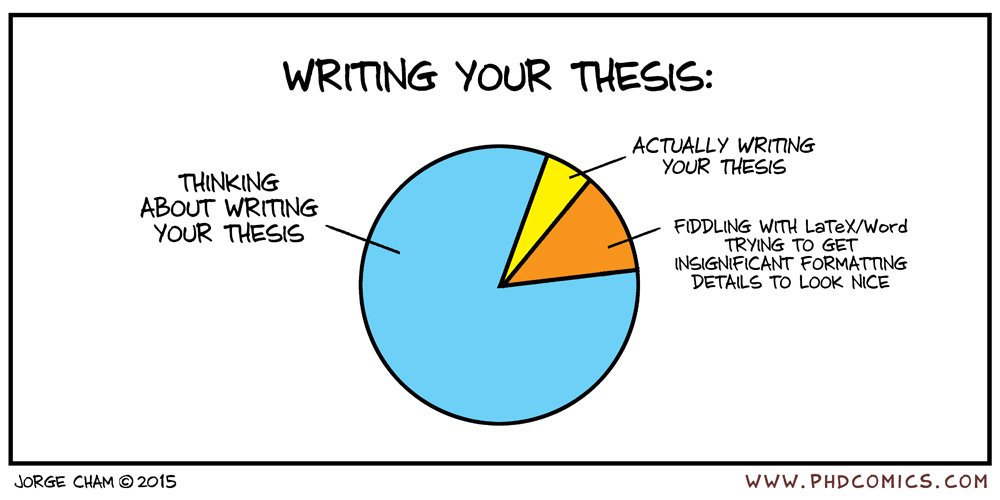 WRITING YOUR THESIS:
THINKING
ABOUT WRITING
YOUR THESIS
ACTUALLY WRITING
YOUR THESIS
FIDDLING WITH LaTeX/Word
TRYING TO GET
INSIGNIFICANT FORMATTING
DETAILS TO LOOK NICE
JORGE CHAM © 2015
WWW.PHDCOMICS.COM